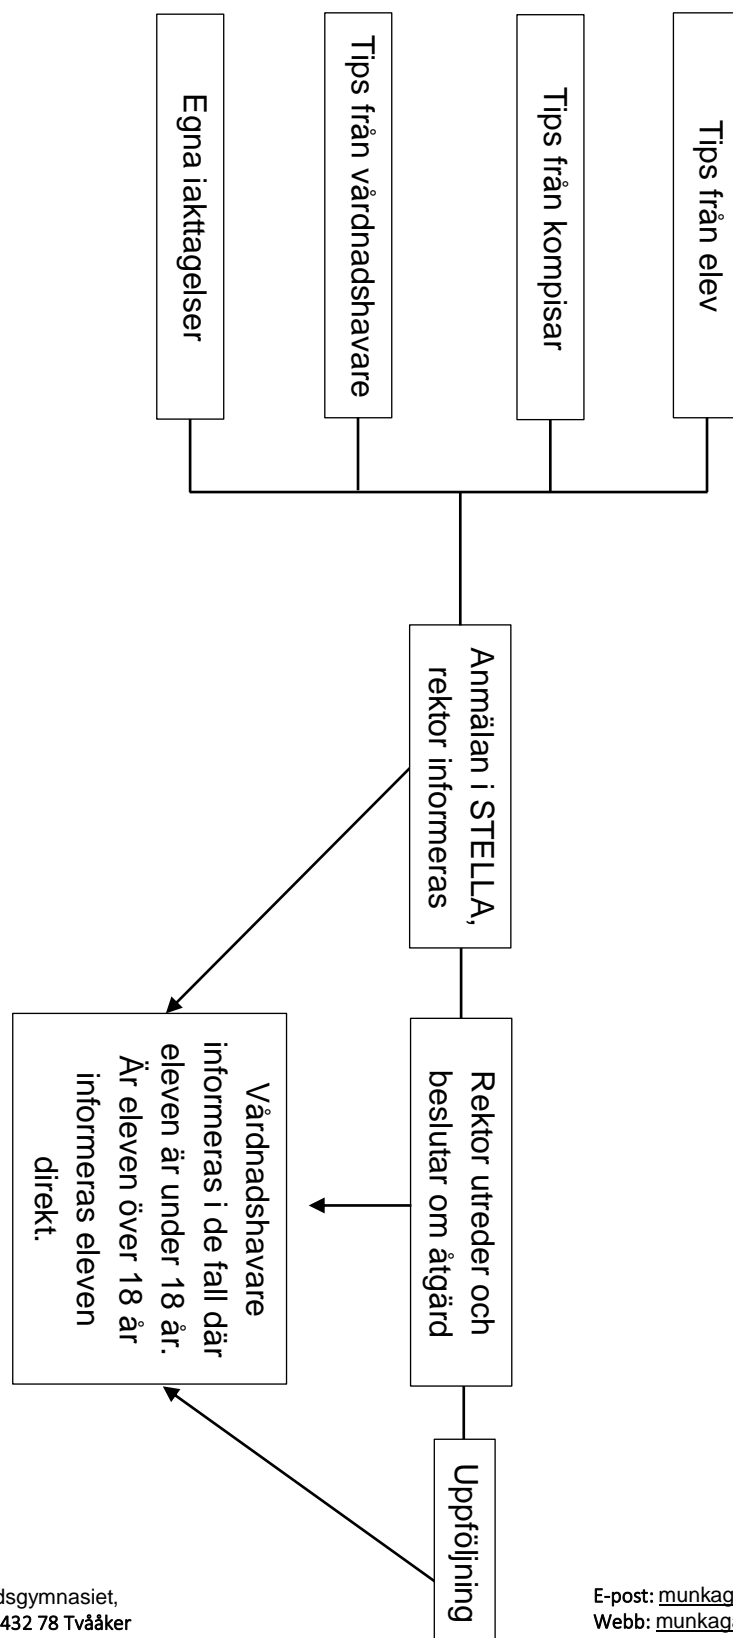 Tips från elev
Tips från kompisar
Tips från vårdnadshavare
Egna iakttagelser
Anmälan i STELLA,
rektor informeras
Rektor utreder och
beslutar om åtgärd
Uppföljning
Vårdnadshavare
informeras i de fall där
eleven är under 18 år.
Är eleven över 18 år
informeras eleven
direkt.
dsgymnasiet,
432 78 Tvååker
E-post: munkag
Webb: munkaga